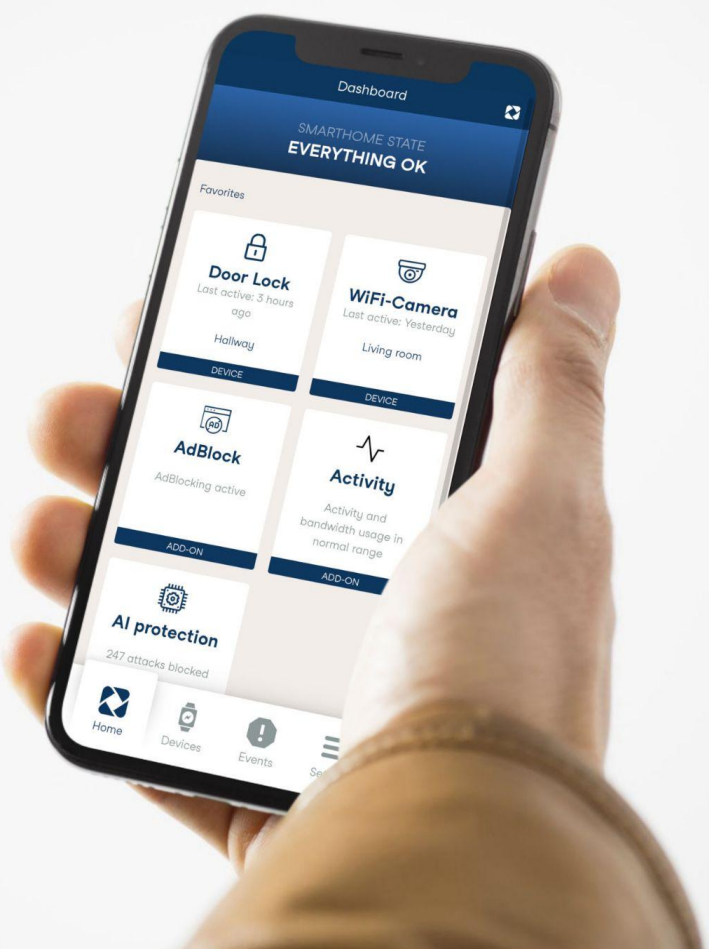 Dashboard
SMARTHOME STATE
EVERYTHING OK
Favorites
Door Lock
Last active: 3 hours
ago
Hallway
DEVICE
WiFi-Camera
Last active: Yesterday
Living room
DEVICE
AD
AdBlock
AdBlocking active
ADD-ON
Activity
Activity and
bandwidth usage in
normal range
ADD-ON
AI protection
247 attacks blocked
Home
Devices
Events